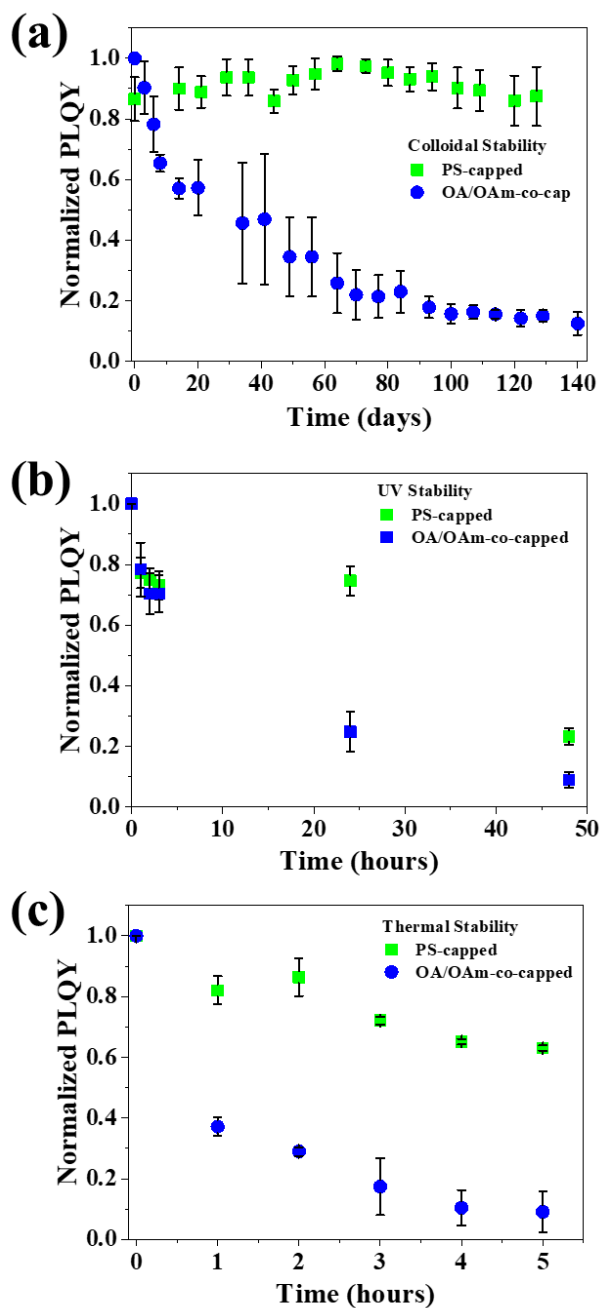 (a)
Normalized PLQY
1.0
0.8
0.6
0.4
0.2
0.0
Colloidal Stability
PS-capped
OA/OAm-co-cap
0 20 40 60 80 100 120 140
Time (days)
(b)
Normalized PLQY
1.0
0.8
0.6
0.4
0.2
0.0
UV Stability
PS-capped
OA/OAm-co-capped
0 10 20 30 40 50
Time (hours)
(c)
Normalized PLQY
1.0
0.8
0.6
0.4
0.2
0.0
Thermal Stability
PS-capped
OA/OAm-co-capped
0 1 2 3 4 5
Time (hours)